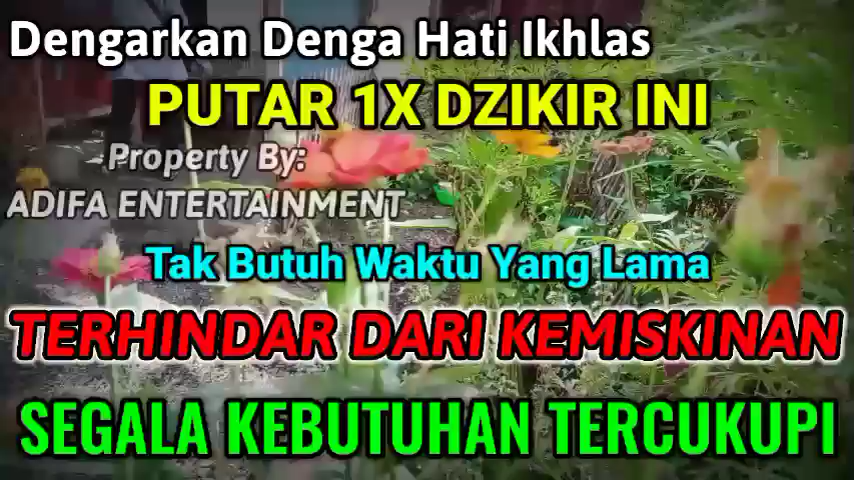 Dengarkan Denga Hati Ikhlas
PUTAR 1X DZIKIR INI
Property By:
ADIFA ENTERTAINMENT
Tak Butuh Waktu Yang Lama
TERHINDAR DARI KEMISKINAN
SEGALA KEBUTUHAN TERCUKUPI